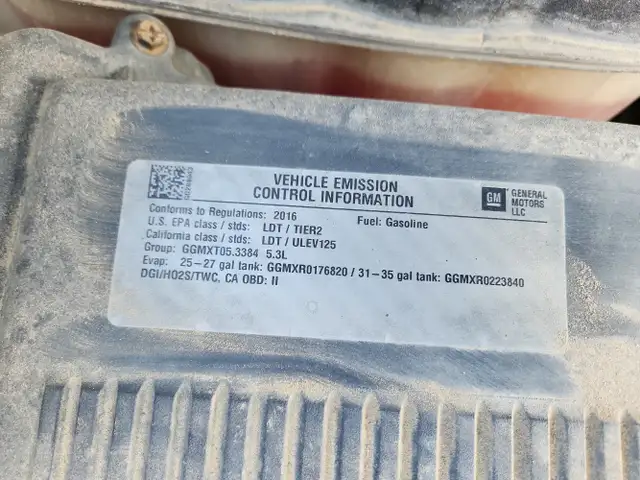 VEHICLE EMISSION
CONTROL INFORMATION
GM
GENERAL
MOTORS
LLC
Conforms to Regulations: 2016 Fuel: Gasoline
U.S. EPA class / stds: LDT / TIER2
California class / stds: LDT / ULEV125
Group: GGMXT05.3384 5.3L
Evap: 25-27 gal tank: GGMXR0176820 / 31-35 gal tank: GGMXR0223840
DGI/HO2S/TWC, CA OBD: II